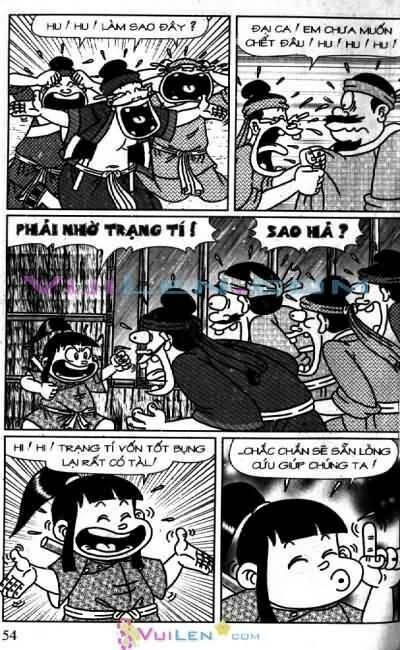 HU! HU! LÀM SAO ĐÂY?
ĐẠI CA! EM CHƯA MUỐN
CHẾT ĐÂU! HU! HU! HU!
PHẢI NHỜ TRẠNG TÍ!
SAO HẢ?
VuiLen.com
HI! HI! TRẠNG TÍ VỐN TỐT BỤNG
LẠI RẤT CÓ TÀI!
..CHẮC CHẮN SẼ SẴN LÒNG
CỨU GIÚP CHÚNG TA!
54
VuiLen.com